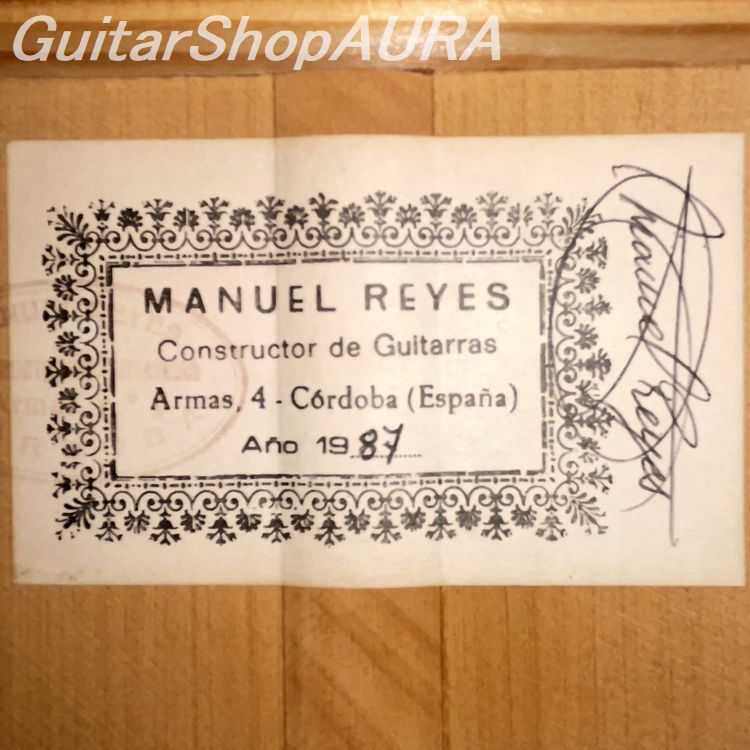 GuitarShopAURA
MANUEL REYES
Constructor de Guitarras
Armas, 4 - Córdoba (España)
Año 1987
Manuel Reyes